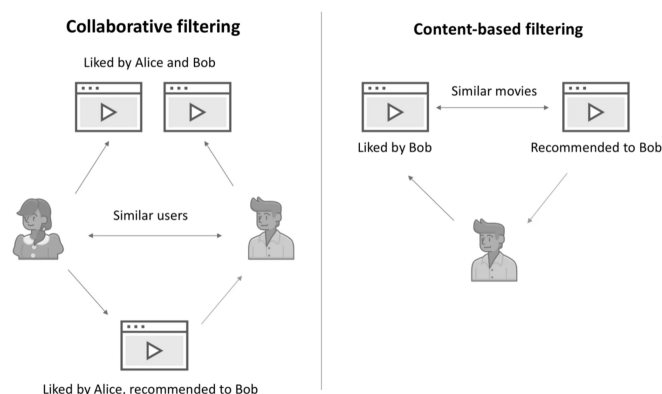 Collaborative filtering
Liked by Alice and Bob
Similar users
Liked by Alice, recommended to Bob
Content-based filtering
Similar movies
Liked by Bob
Recommended to Bob